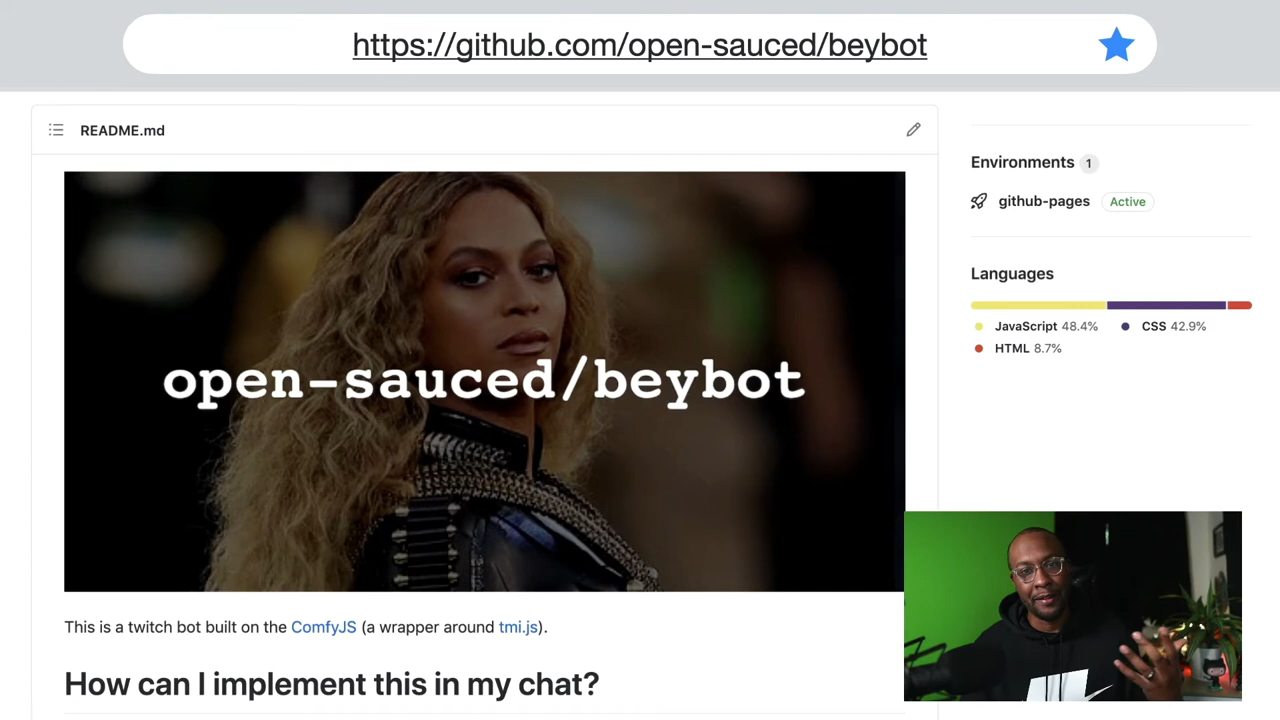 https://github.com/open-sauced/beybot
README.md
open-sauced/beybot
This is a twitch bot built on the ComfyJS (a wrapper around tmi.js).
How can I implement this in my chat?
Environments 1
github-pages Active
Languages
JavaScript 48.4% CSS 42.9%
HTML 8.7%